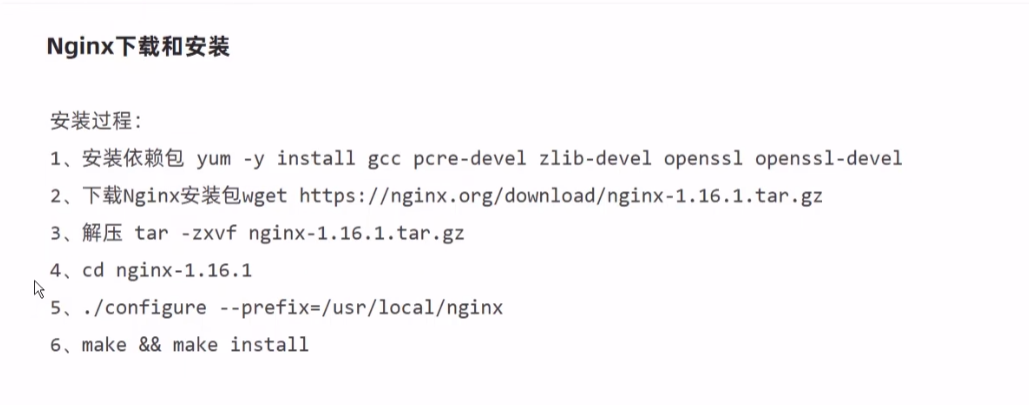 Nginx下载和安装
安装过程：
1、安装依赖包 yum -y install gcc pcre-devel zlib-devel openssl openssl-devel
2、下载Nginx安装包wget https://nginx.org/download/nginx-1.16.1.tar.gz
3、解压 tar -zxvf nginx-1.16.1.tar.gz
4、cd nginx-1.16.1
5、./configure --prefix=/usr/local/nginx
6、make && make install